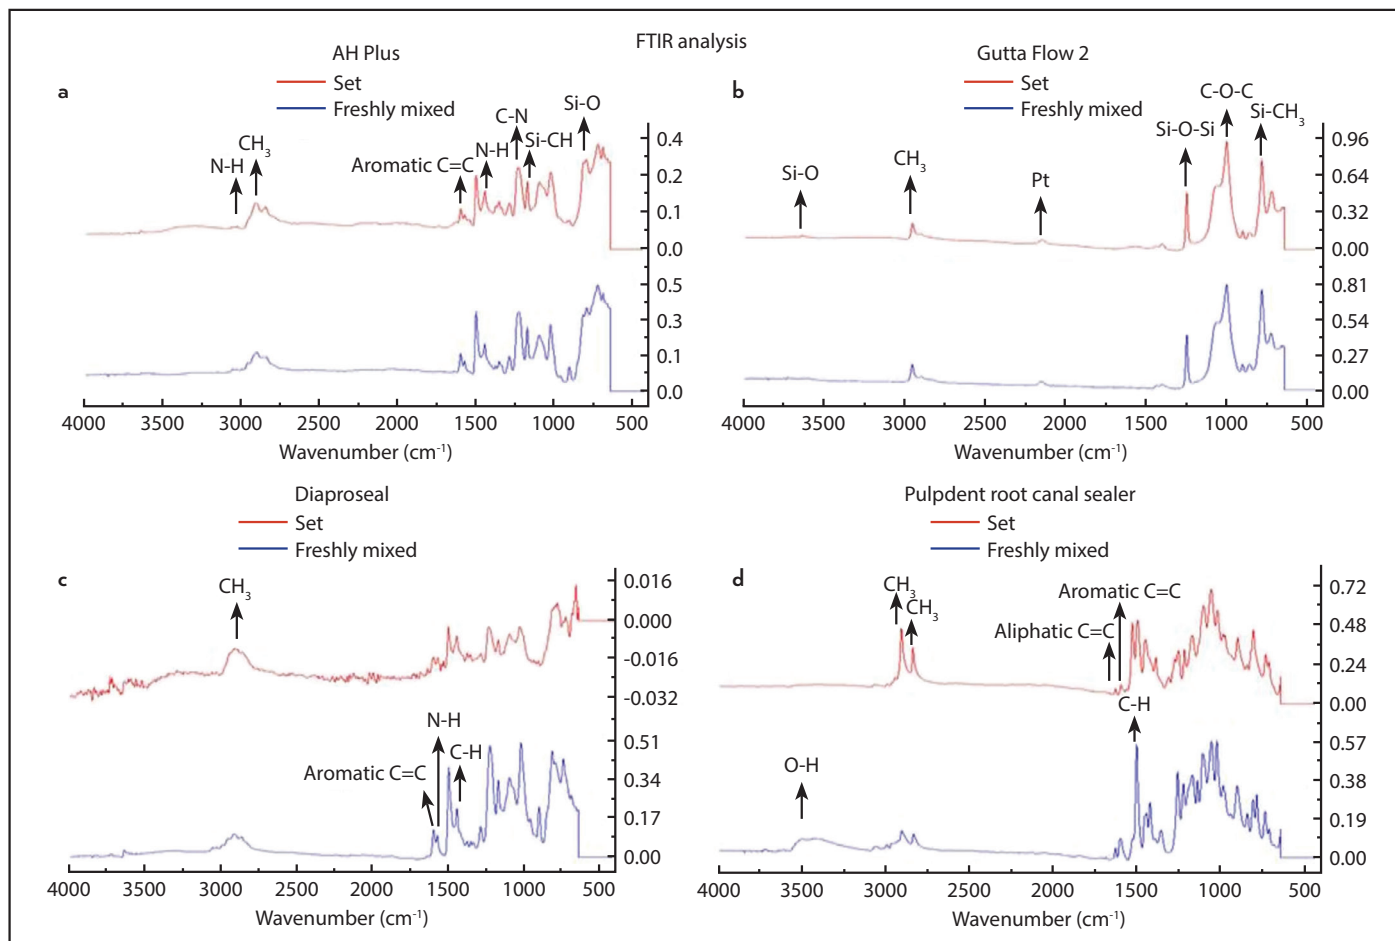 FTIR analysis
AH Plus
Set
Freshly mixed
a
N-H
CH3
Aromatic C=C
N-H
C-N
Si-CH
Si-O
0.4
0.2
0.1
0.0
0.5
0.3
0.1
0.0
4000 3500 3000 2500 2000 1500 1000 500
Wavenumber (cm-1)
Gutta Flow 2
Set
Freshly mixed
b
Si-O
CH3
Pt
Si-O-Si
C-O-C
Si-CH3
0.96
0.64
0.32
0.00
0.81
0.54
0.27
0.00
4000 3500 3000 2500 2000 1500 1000 500
Wavenumber (cm-1)
Diaproseal
Set
Freshly mixed
c
CH3
0.016
0.000
-0.016
-0.032
N-H
C-H
Aromatic C=C
0.51
0.34
0.17
0.00
4000 3500 3000 2500 2000 1500 1000 500
Wavenumber (cm-1)
Pulpdent root canal sealer
Set
Freshly mixed
d
CH3
CH3
Aromatic C=C
Aliphatic C=C
0.72
0.48
0.24
0.00
C-H
O-H
0.57
0.38
0.19
0.00
4000 3500 3000 2500 2000 1500 1000 500
Wavenumber (cm-1)